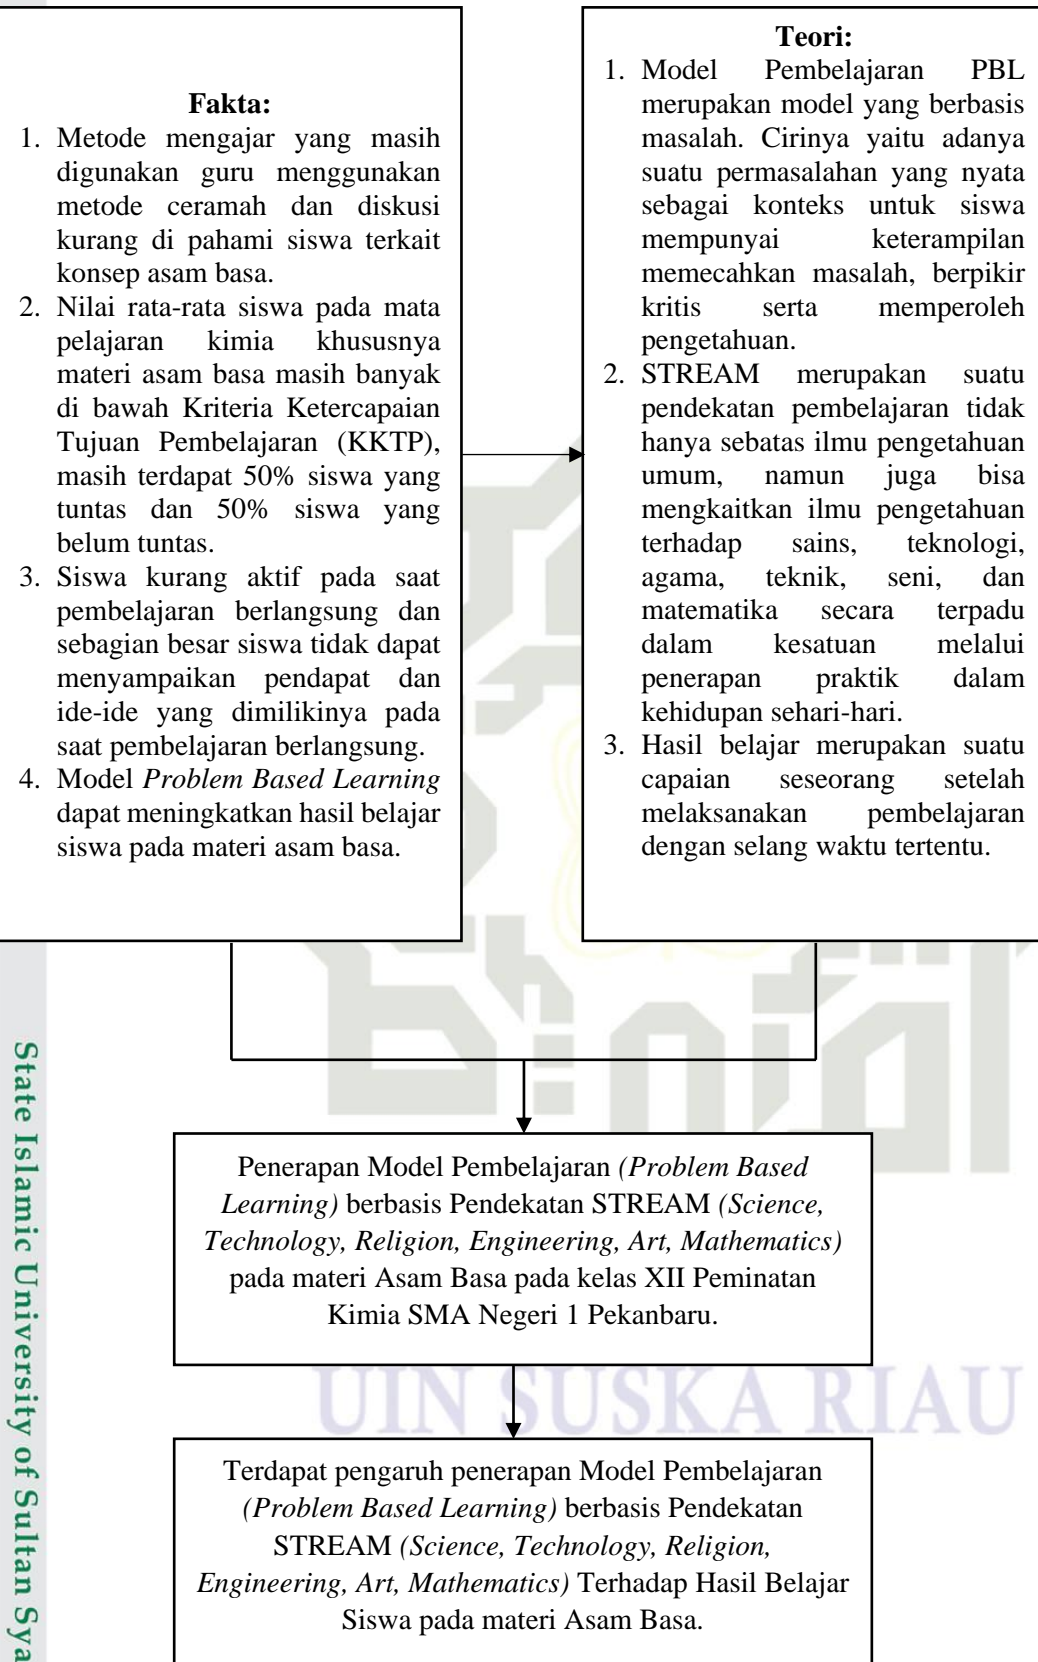 Fakta:
1. Metode mengajar yang masih
digunakan guru menggunakan
metode ceramah dan diskusi
kurang di pahami siswa terkait
konsep asam basa.
2. Nilai rata-rata siswa pada mata
pelajaran kimia khususnya
materi asam basa masih banyak
di bawah Kriteria Ketercapaian
Tujuan Pembelajaran (KKTP),
masih terdapat 50% siswa yang
tuntas dan 50% siswa yang
belum tuntas.
3. Siswa kurang aktif pada saat
pembelajaran berlangsung dan
sebagian besar siswa tidak dapat
menyampaikan pendapat dan
ide-ide yang dimilikinya pada
saat pembelajaran berlangsung.
4. Model Problem Based Learning
dapat meningkatkan hasil belajar
siswa pada materi asam basa.
Teori:
1. Model Pembelajaran PBL
merupakan model yang berbasis
masalah. Cirinya yaitu adanya
suatu permasalahan yang nyata
sebagai konteks untuk siswa
mempunyai keterampilan
memecahkan masalah, berpikir
kritis serta memperoleh
pengetahuan.
2. STREAM merupakan suatu
pendekatan pembelajaran tidak
hanya sebatas ilmu pengetahuan
umum, namun juga bisa
mengkaitkan ilmu pengetahuan
terhadap sains, teknologi,
agama, teknik, seni, dan
matematika secara terpadu
dalam kesatuan melalui
penerapan praktik dalam
kehidupan sehari-hari.
3. Hasil belajar merupakan suatu
capaian seseorang setelah
melaksanakan pembelajaran
dengan selang waktu tertentu.
Penerapan Model Pembelajaran (Problem Based
Learning) berbasis Pendekatan STREAM (Science,
Technology, Religion, Engineering, Art, Mathematics)
pada materi Asam Basa pada kelas XII Peminatan
Kimia SMA Negeri 1 Pekanbaru.
UIN SUSKA RIAU
Terdapat pengaruh penerapan Model Pembelajaran
(Problem Based Learning) berbasis Pendekatan
STREAM (Science, Technology, Religion,
Engineering, Art, Mathematics) Terhadap Hasil Belajar
Siswa pada materi Asam Basa.
State Islamic University of Sultan Sya